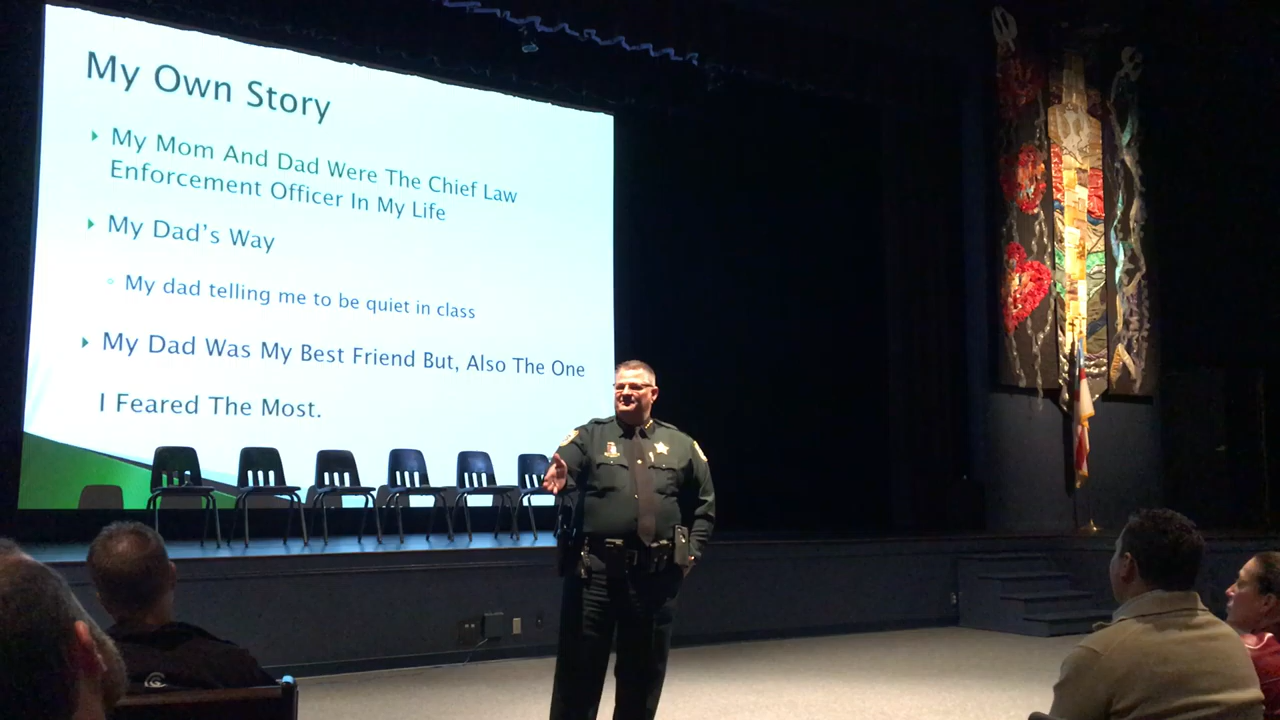 My Own Story
My Mom And Dad Were The Chief Law
Enforcement Officer In My Life
My Dad's Way
My dad telling me to be quiet in class
My Dad Was My Best Friend But, Also The One
I Feared The Most.